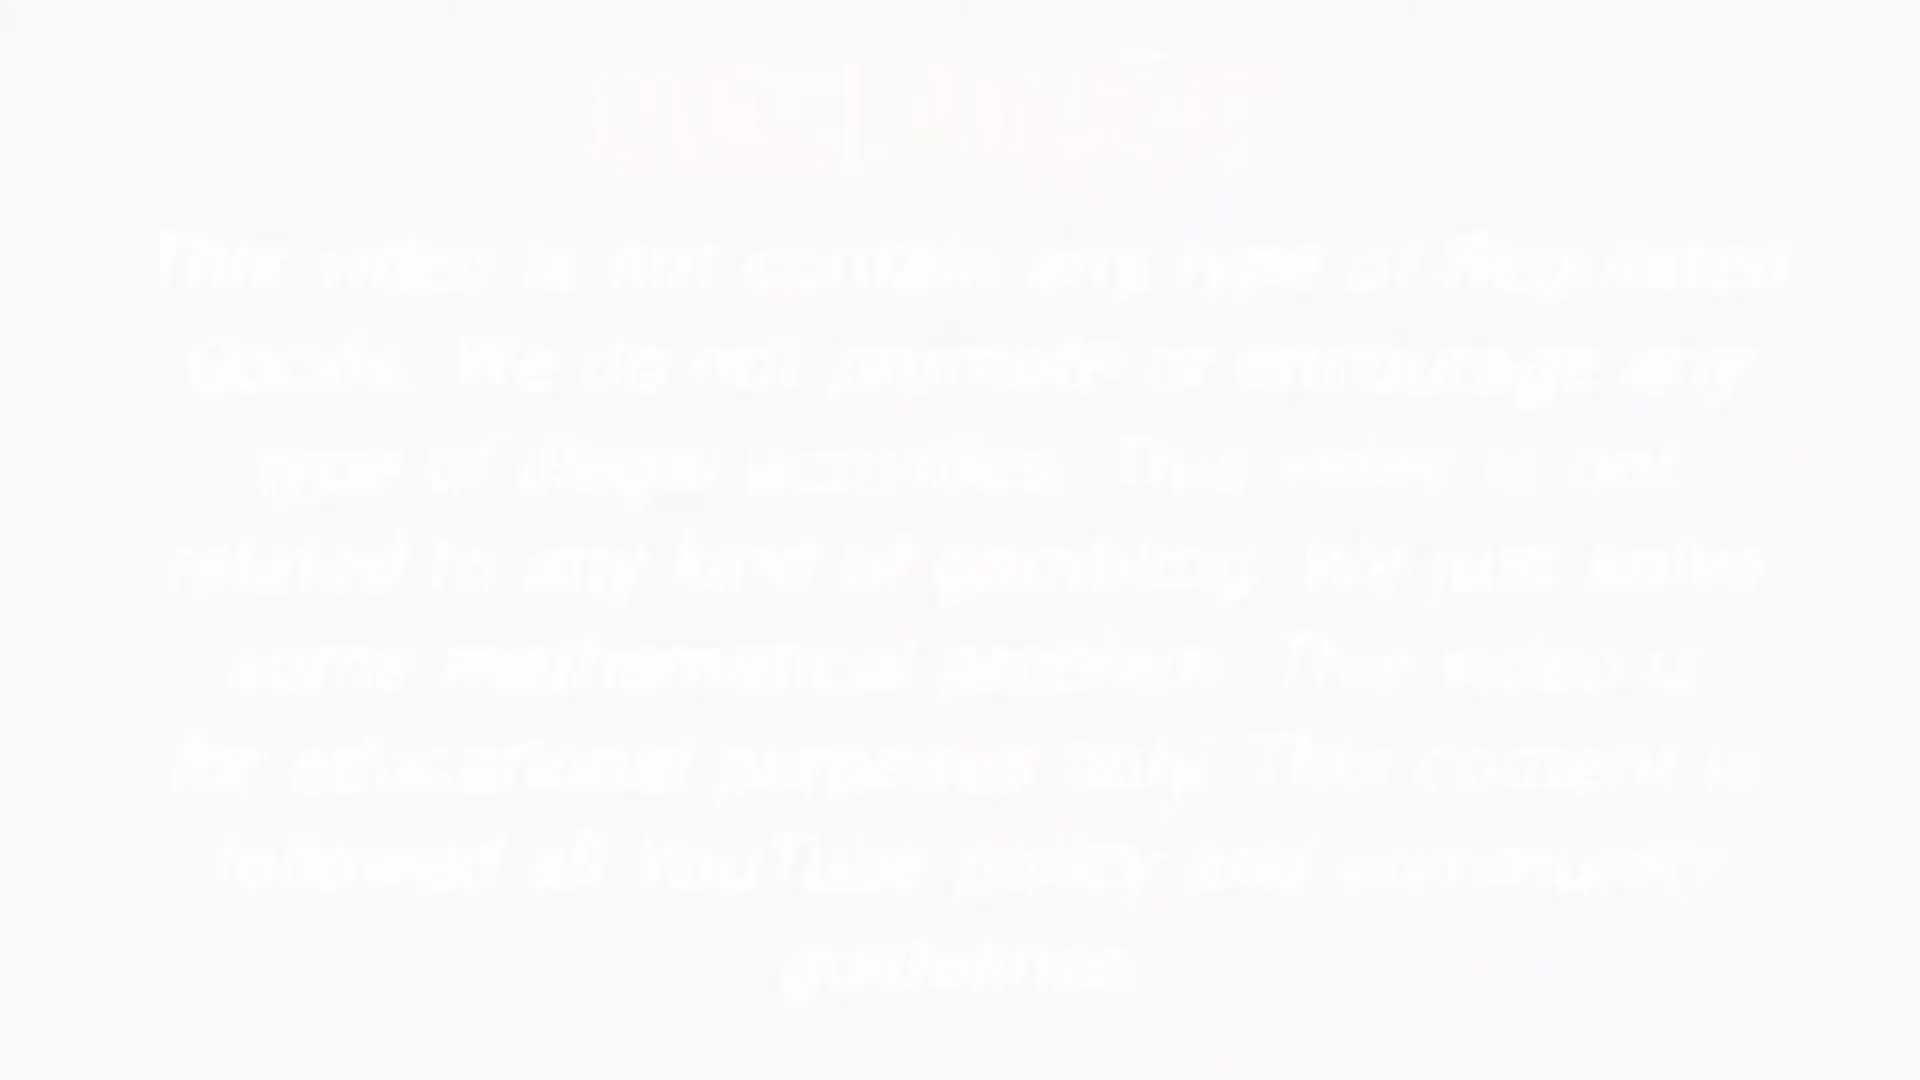 DISCLAIMER
This video is not contain any type of Regulated
Goods. We do not promote or encourage any
type of illegal activities. This video is not
related to any kind of gambling. We just solve
some mathematical problem. This video is
for educational purposes only. This content is
followed all YouTube policy and community
guidelines.